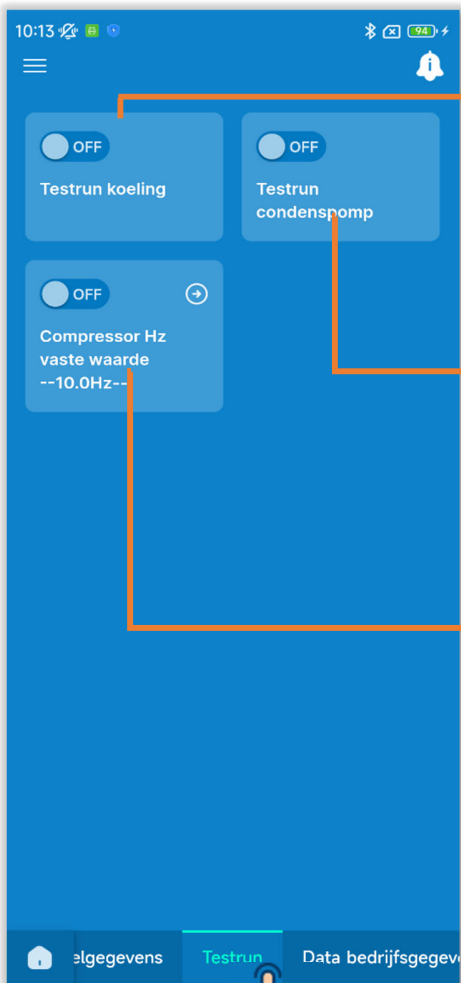 10:13
94
OFF
Testrun koeling
OFF
Testrun
condenspomp
OFF
Compressor Hz
vaste waarde
--10.0Hz--
elgegevens Testrun Data bedrijfsgegev